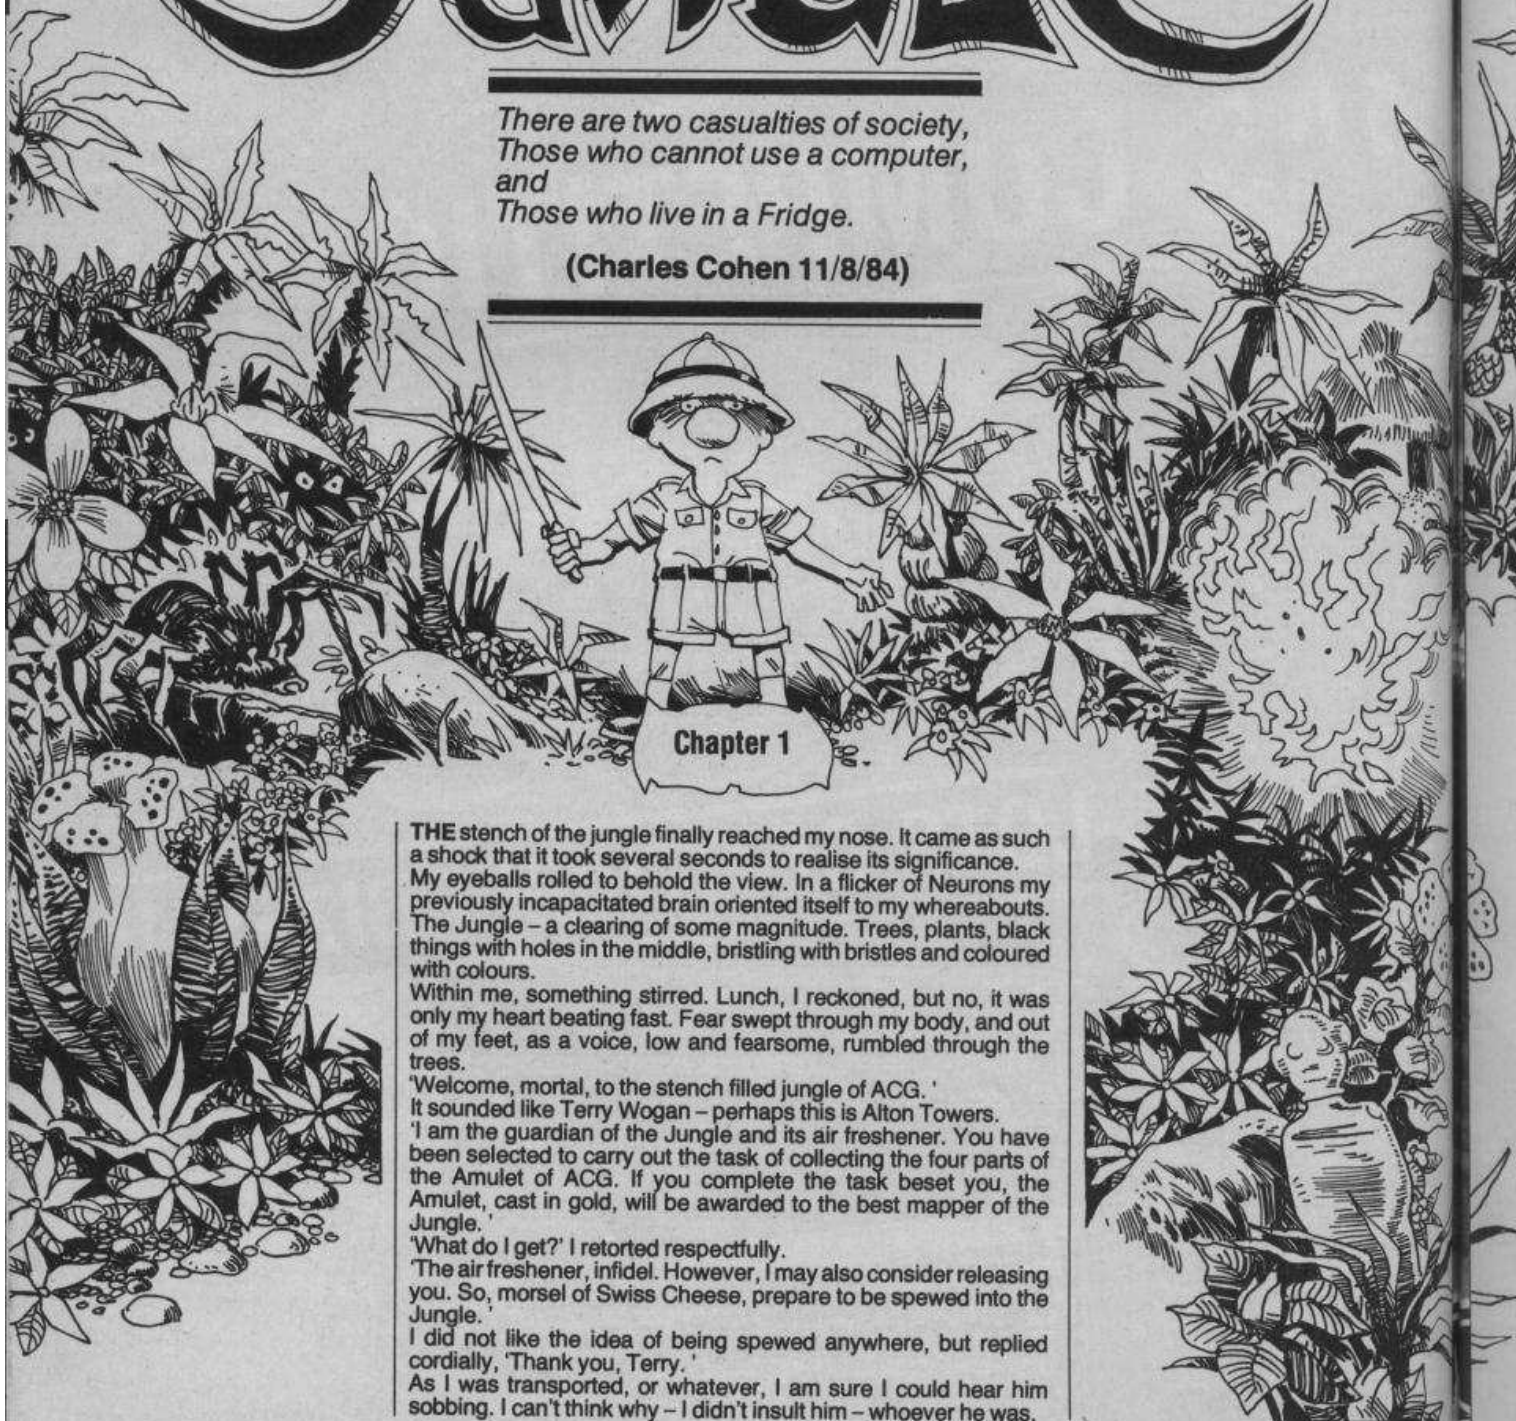 There are two casualties of society,
Those who cannot use a computer,
and
Those who live in a Fridge.
(Charles Cohen 11/8/84)
Chapter 1
THE stench of the jungle finally reached my nose. It came as such
a shock that it took several seconds to realise its significance.
My eyeballs rolled to behold the view. In a flicker of Neurons my
previously incapacitated brain oriented itself to my whereabouts.
The Jungle – a clearing of some magnitude. Trees, plants, black
things with holes in the middle, bristling with bristles and coloured
with colours.
Within me, something stirred. Lunch, I reckoned, but no, it was
only my heart beating fast. Fear swept through my body, and out
of my feet, as a voice, low and fearsome, rumbled through the
trees.
'Welcome, mortal, to the stench filled jungle of ACG. '
It sounded like Terry Wogan – perhaps this is Alton Towers.
'I am the guardian of the Jungle and its air freshener. You have
been selected to carry out the task of collecting the four parts of
the Amulet of ACG. If you complete the task beset you, the
Amulet, cast in gold, will be awarded to the best mapper of the
Jungle. '
'What do I get?' I retorted respectfully.
'The air freshener, infidel. However, I may also consider releasing
you. So, morsel of Swiss Cheese, prepare to be spewed into the
Jungle. '
I did not like the idea of being spewed anywhere, but replied
cordially, 'Thank you, Terry. '
As I was transported, or whatever, I am sure I could hear him
sobbing. I can't think why – I didn't insult him – whoever he was.